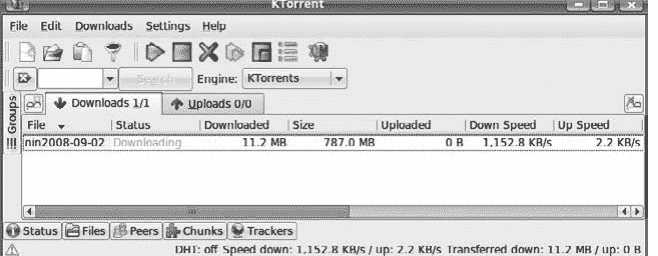 KTorrent
File Edit Downloads Settings Help
Search Engine: KTorrents
Groups
Downloads 1/1 Uploads 0/0
File Status Downloaded Size Uploaded Down Speed Up Speed
nin2008-09-02 Downloading 11.2 MB 787.0 MB 0 B 1,152.8 KB/s 2.2 KB/s
Status Files Peers Chunks Trackers
DHT: off Speed down: 1,152.8 KB/s / up: 2.2 KB/s Transferred down: 11.2 MB / up: 0 B